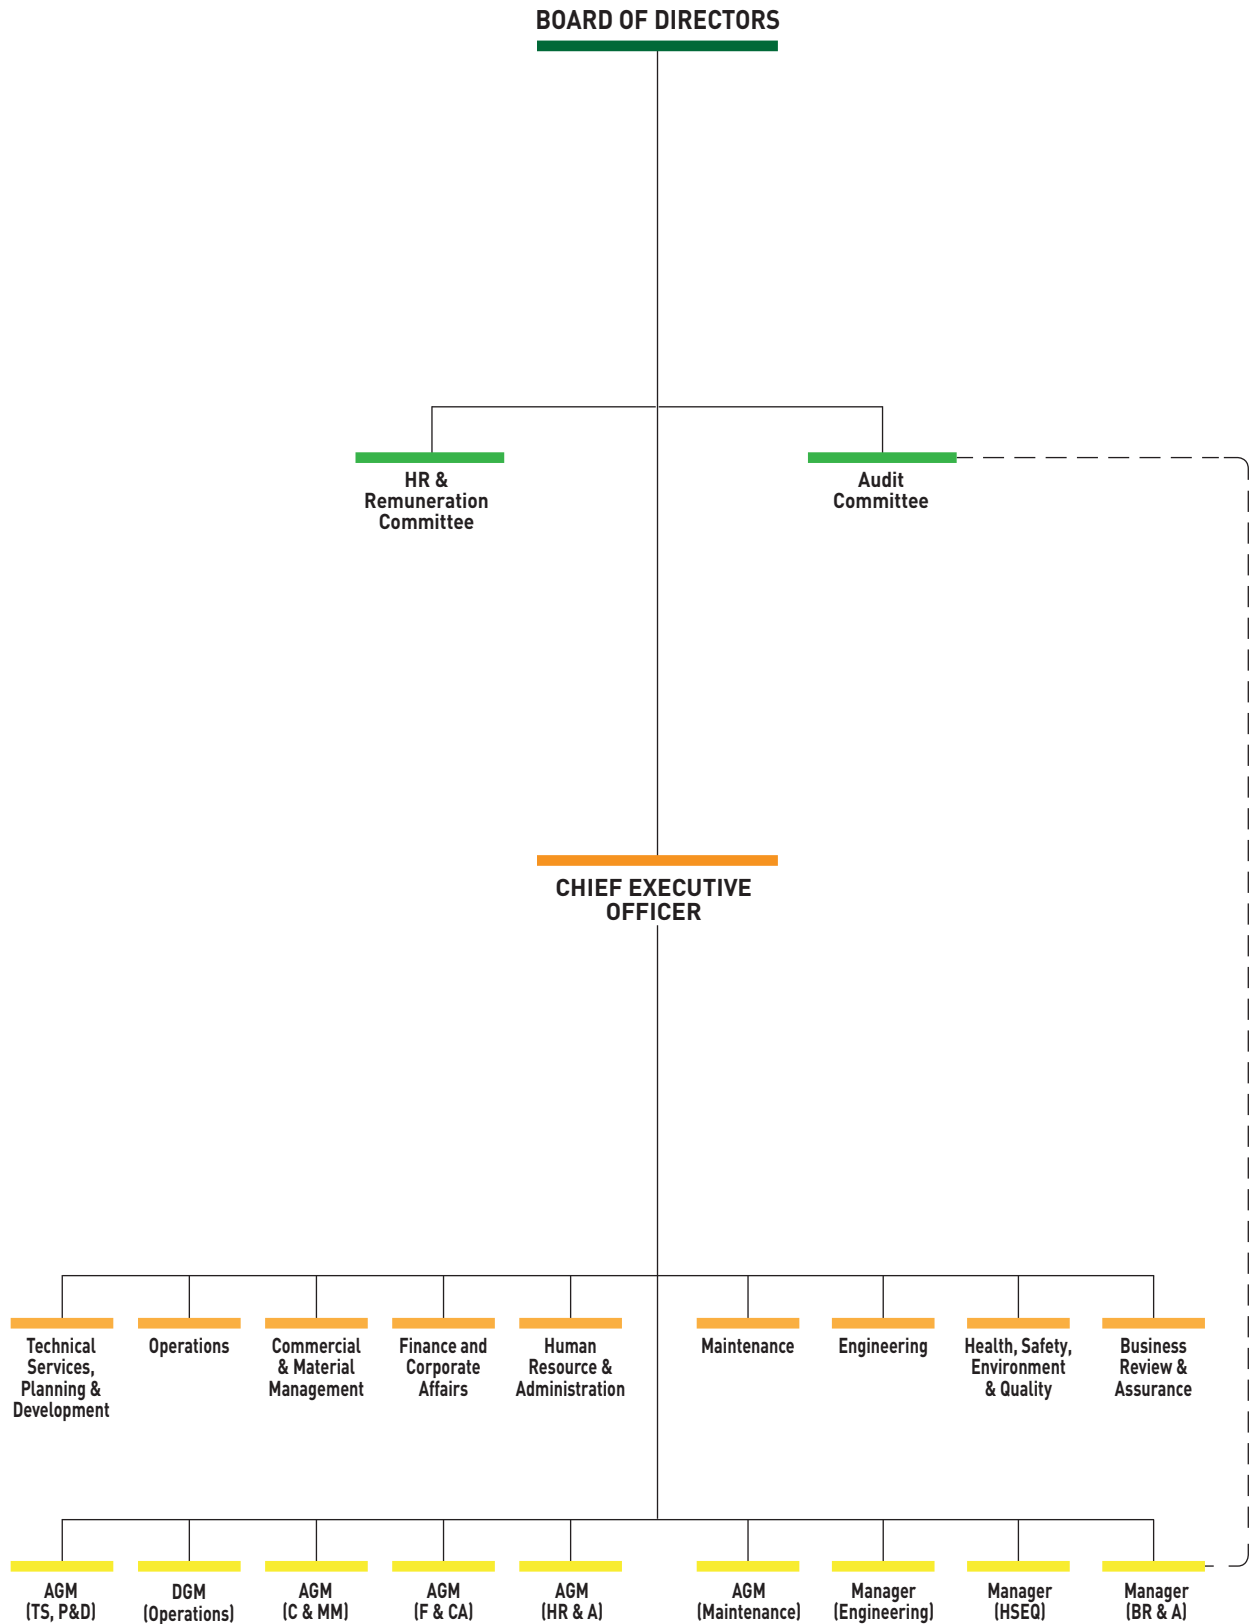 BOARD OF DIRECTORS
HR &
Remuneration
Committee
Audit
Committee
CHIEF EXECUTIVE
OFFICER
Technical
Services,
Planning &
Development
Operations
Commercial
& Material
Management
Finance and
Corporate
Affairs
Human
Resource &
Administration
Maintenance
Engineering
Health, Safety,
Environment
& Quality
Business
Review &
Assurance
AGM
(TS, P&D)
DGM
(Operations)
AGM
(C & MM)
AGM
(F & CA)
AGM
(HR & A)
AGM
(Maintenance)
Manager
(Engineering)
Manager
(HSEQ)
Manager
(BR & A)